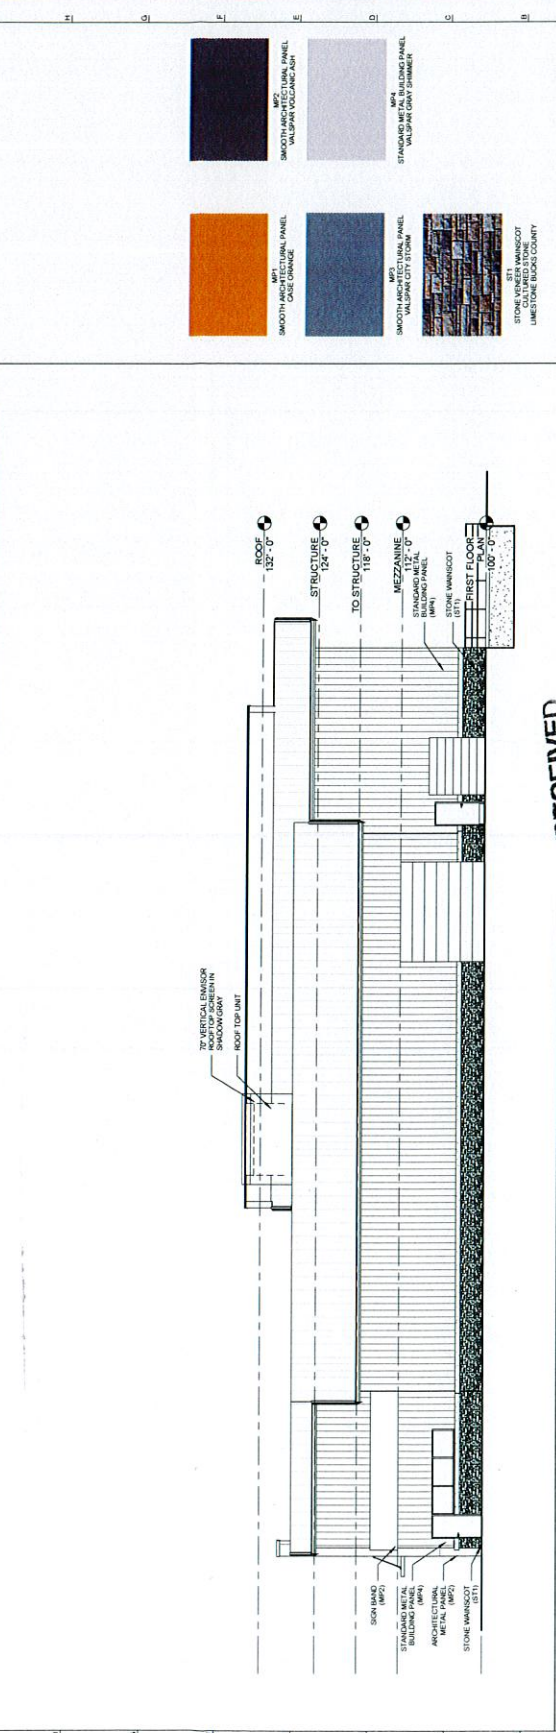 H
G
F
E
D
C
B
MP2
SMOOTH ARCHITECTURAL PANEL
VALSPAR VOLCANIC ASH
MP4
STANDARD METAL BUILDING PANEL
VALSPAR GRAY SHIMMER
MP1
SMOOTH ARCHITECTURAL PANEL
CASE ORANGE
MP3
SMOOTH ARCHITECTURAL PANEL
VALSPAR CITY STORM
ST1
STONE VENEER WAINSCOT
CULTURED STONE
LIMESTONE BUCKS COUNTY
ROOF
132' - 0"
STRUCTURE
124' - 0"
TO STRUCTURE
118' - 0"
MEZZANINE
112' - 0"
STANDARD METAL
BUILDING PANEL
(MP4)
STONE WAINSCOT
(ST1)
FIRST FLOOR
PLAN
100' - 0"
70" VERTICAL ENVISOR
ROOFTOP SCREEN IN
SHADOW GRAY
ROOF TOP UNIT
SIGN BAND
(MP2)
STANDARD METAL
BUILDING PANEL
(MP4)
ARCHITECTURAL
METAL PANEL
(MP2)
STONE WAINSCOT
(ST1)
RECEIVED